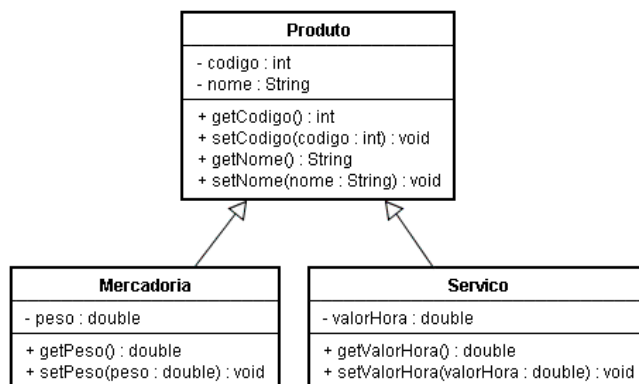 Produto
- codigo : int
- nome : String
+ getCodigo() : int
+ setCodigo(codigo : int) : void
+ getNome() : String
+ setNome(nome : String) : void
Mercadoria
- peso : double
+ getPeso() : double
+ setPeso(peso : double) : void
Servico
- valorHora : double
+ getValorHora() : double
+ setValorHora(valorHora : double) : void